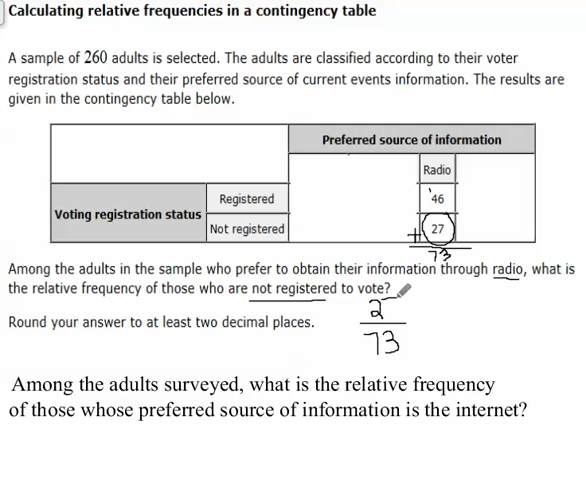 Calculating relative frequencies in a contingency table
A sample of 260 adults is selected. The adults are classified according to their voter
registration status and their preferred source of current events information. The results are
given in the contingency table below.
Preferred source of information
Radio
Voting registration status Registered 46
Not registered + 27
73
Among the adults in the sample who prefer to obtain their information through radio, what is
the relative frequency of those who are not registered to vote?
2
Round your answer to at least two decimal places.
73
Among the adults surveyed, what is the relative frequency
of those whose preferred source of information is the internet?